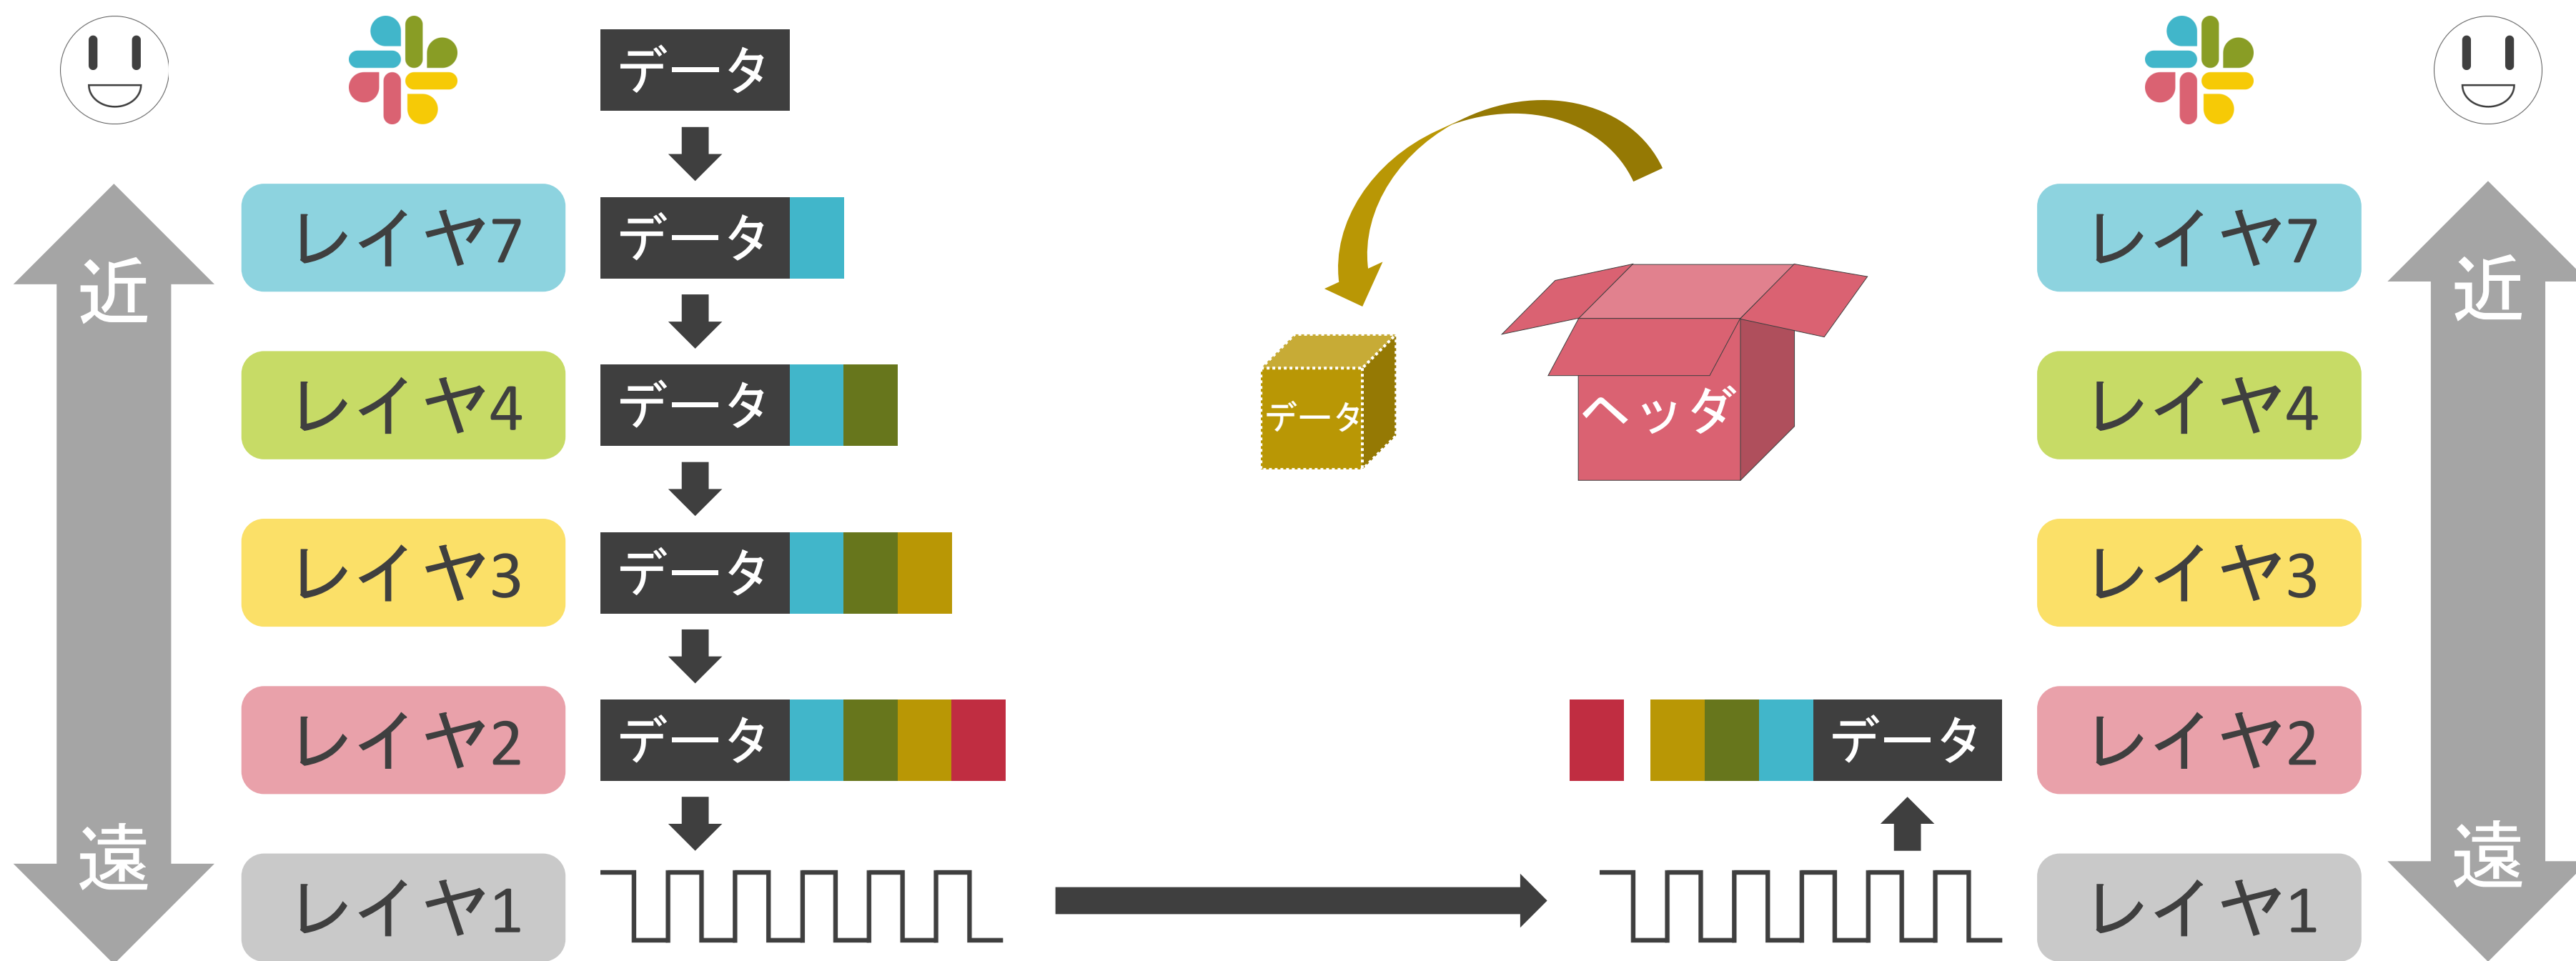 データ
近
レイヤ7
データ
レイヤ7
近
レイヤ4
データ
データ
ヘッダ
レイヤ4
レイヤ3
データ
レイヤ3
レイヤ2
データ
データ
レイヤ2
遠
レイヤ1
レイヤ1
遠